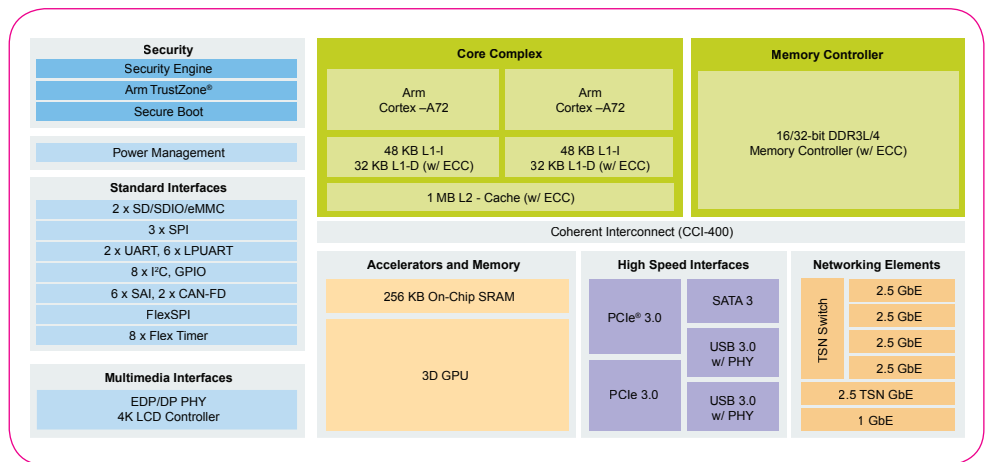 Security
Security Engine
Arm TrustZone®
Secure Boot
Power Management
Standard Interfaces
2 x SD/SDIO/eMMC
3 x SPI
2 x UART, 6 x LPUART
8 x I²C, GPIO
6 x SAI, 2 x CAN-FD
FlexSPI
8 x Flex Timer
Multimedia Interfaces
EDP/DP PHY
4K LCD Controller
Core Complex
Arm
Cortex –A72
Arm
Cortex –A72
48 KB L1-I
32 KB L1-D (w/ ECC)
48 KB L1-I
32 KB L1-D (w/ ECC)
1 MB L2 - Cache (w/ ECC)
Memory Controller
16/32-bit DDR3L/4
Memory Controller (w/ ECC)
Coherent Interconnect (CCI-400)
Accelerators and Memory
256 KB On-Chip SRAM
3D GPU
High Speed Interfaces
PCIe® 3.0
PCIe 3.0
SATA 3
USB 3.0
w/ PHY
USB 3.0
w/ PHY
Networking Elements
TSN Switch
2.5 GbE
2.5 GbE
2.5 GbE
2.5 GbE
2.5 TSN GbE
1 GbE